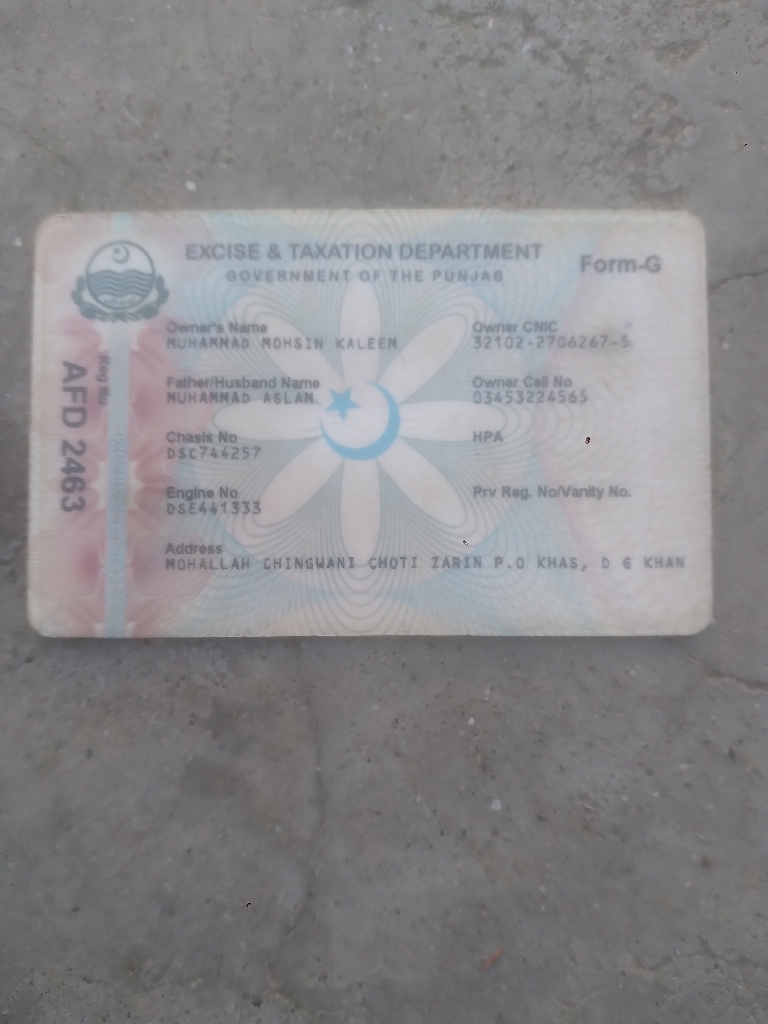 EXCISE & TAXATION DEPARTMENT
GOVERNMENT OF THE PUNJAB
Form-G
Reg No
AFD 2463
Owner's Name
MUHAMMAD MOHSIN KALEEM
Owner CNIC
32102-2706267-5
Father/Husband Name
MUHAMMAD ASLAM
Owner Cell No
03453224565
Chasis No
DSC744257
HPA
Engine No
DSE441333
Prv Reg. No/Vanity No.
Address
MOHALLAH CHINGWANI CHOTI ZARIN P.O KHAS, D G KHAN